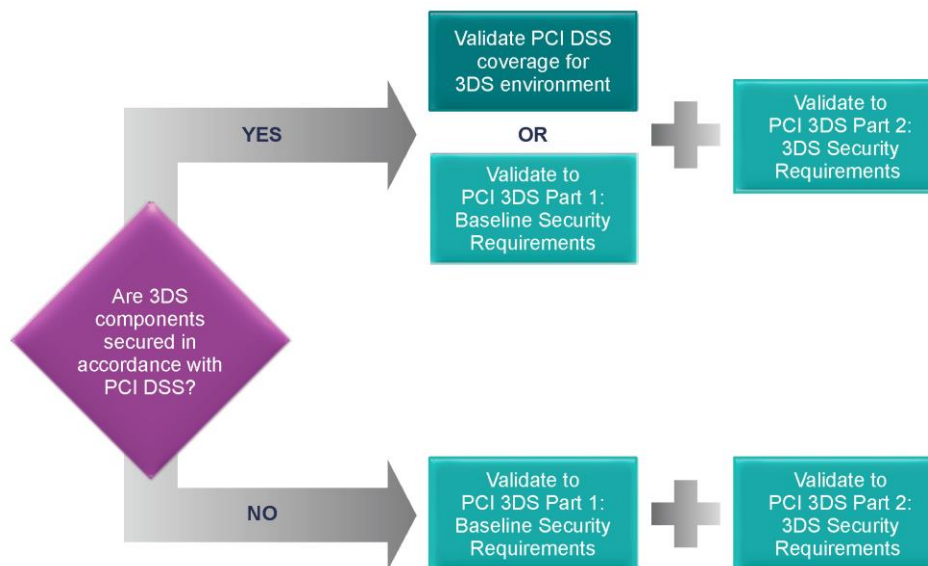 Validate PCI DSS
coverage for
3DS environment
YES
OR
Validate to
PCI 3DS Part 1:
Baseline Security
Requirements
Validate to
PCI 3DS Part 2:
3DS Security
Requirements
Are 3DS
components
secured in
accordance with
PCI DSS?
NO
Validate to
PCI 3DS Part 1:
Baseline Security
Requirements
Validate to
PCI 3DS Part 2:
3DS Security
Requirements